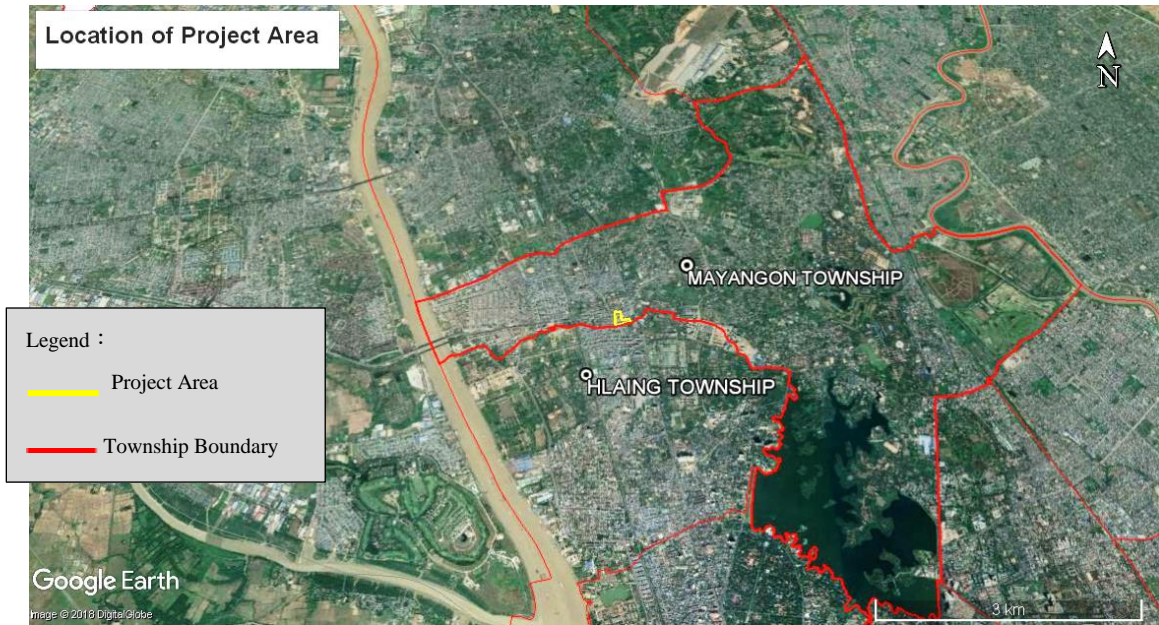 Location of Project Area
N
MAYANGON TOWNSHIP
HLAING TOWNSHIP
Legend：
Project Area
Township Boundary
Google Earth
Image © 2018 DigitalGlobe
3 km